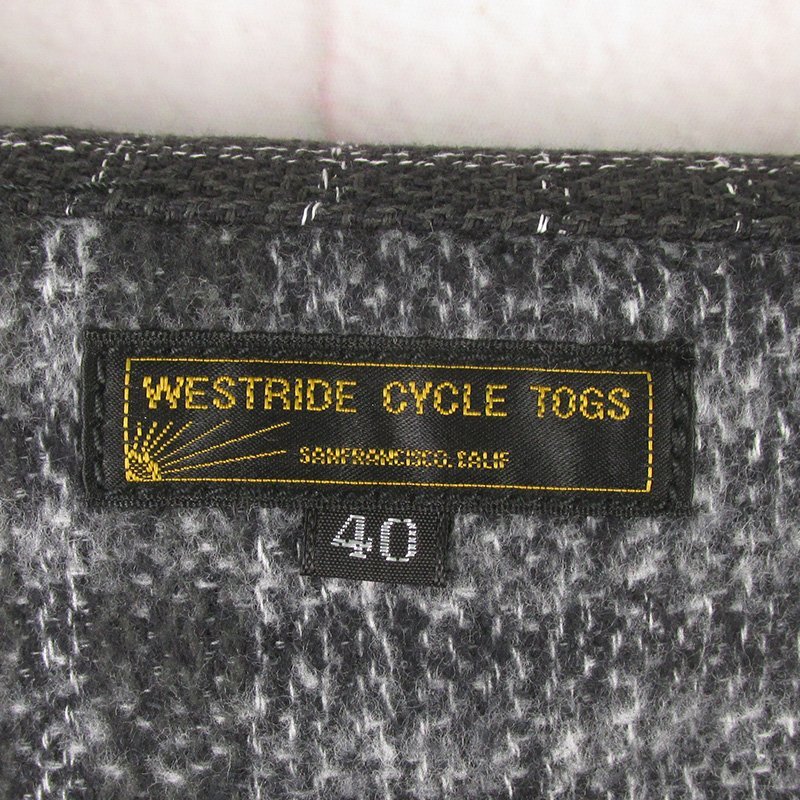 WESTRIDE CYCLE TOGS
SANFRANCISCO. CALIF
40